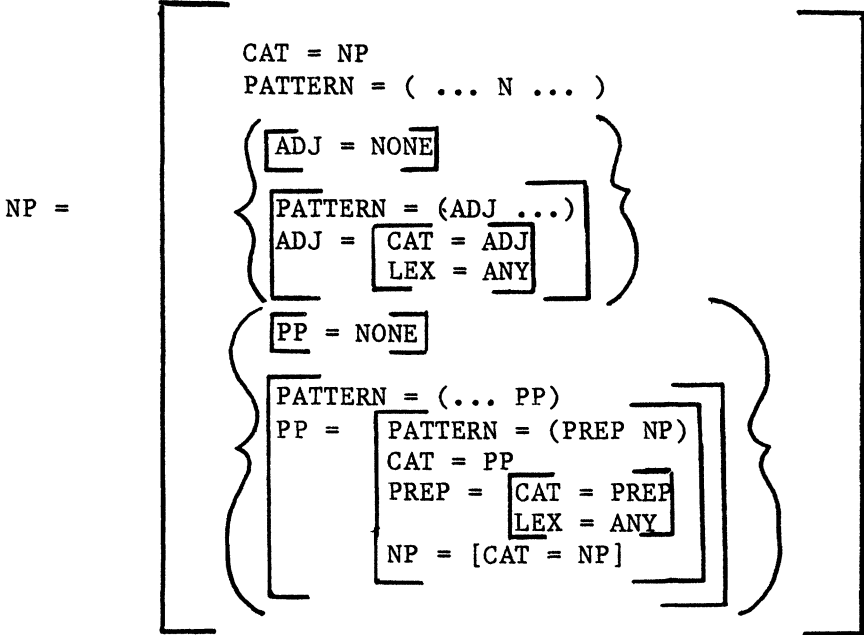 CAT = NP
PATTERN = ( ... N ... )
ADJ = NONE
NP =
PATTERN = (ADJ ...)
ADJ = [CAT = ADJ
LEX = ANY]
PP = NONE
PATTERN = (... PP)
PP = PATTERN = (PREP NP)
CAT = PP
PREP = [CAT = PREP
LEX = ANY]
NP = [CAT = NP]